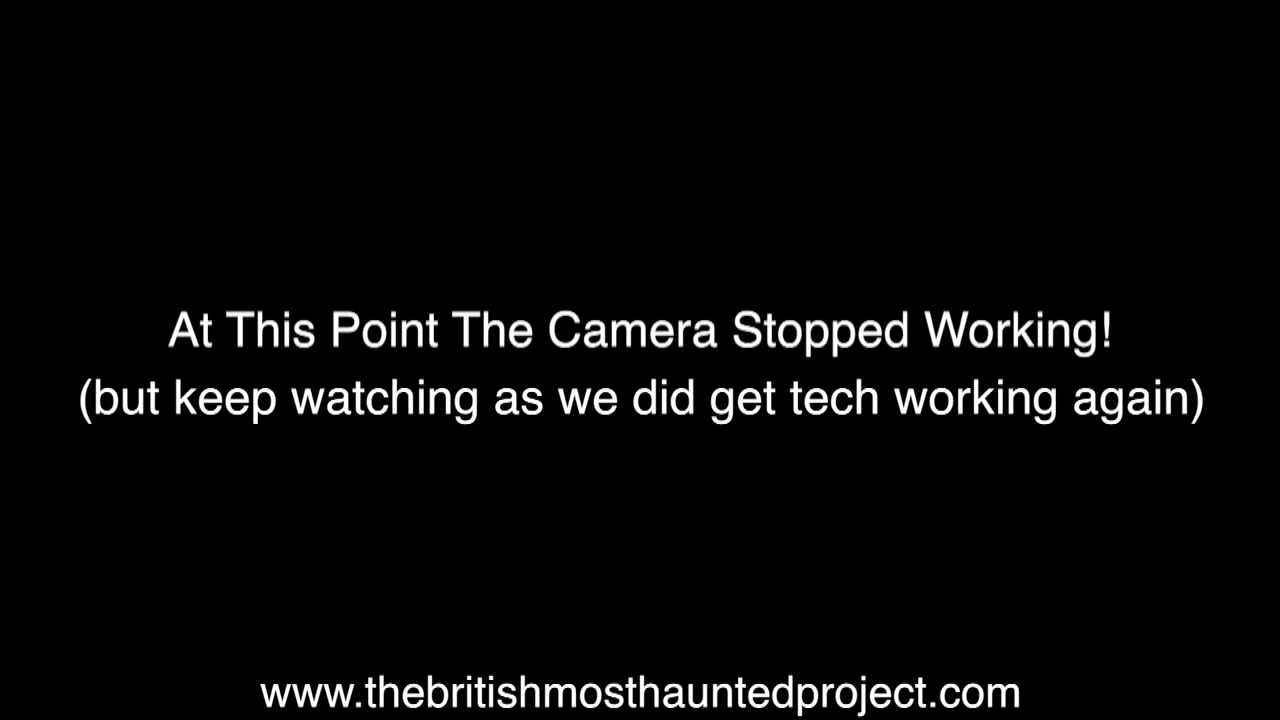 At This Point The Camera Stopped Working!
(but keep watching as we did get tech working again)
www.thebritishmosthauntedproject.com